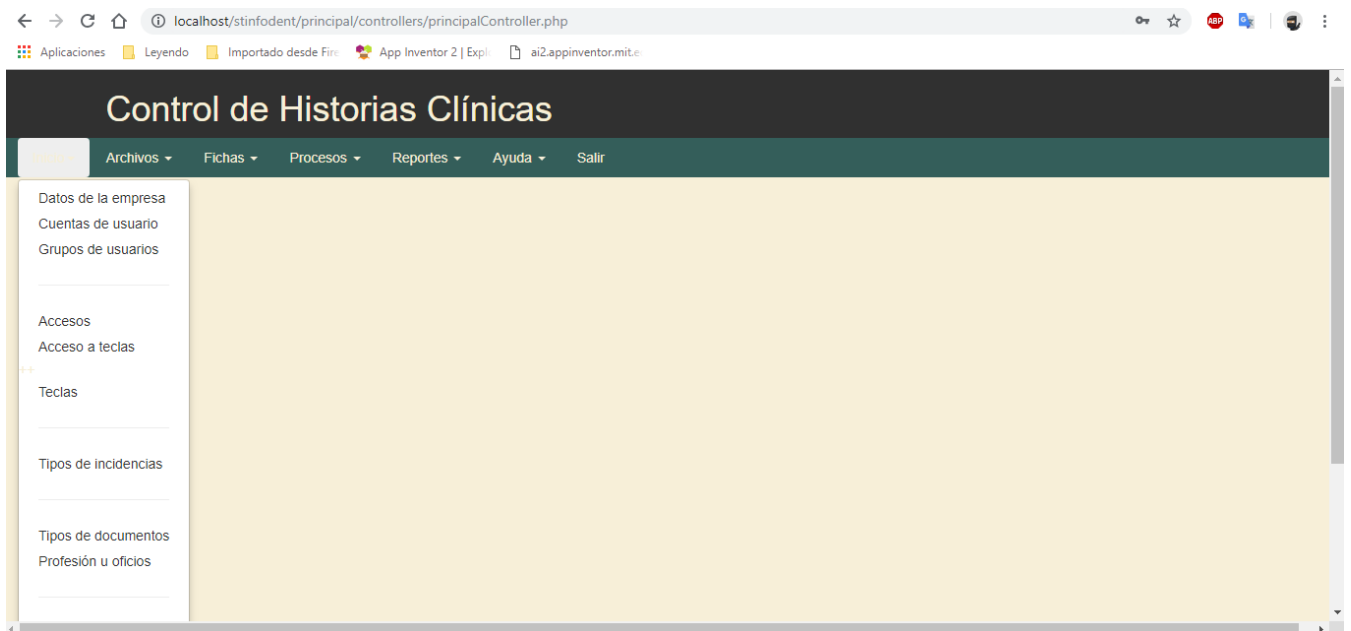 localhost/stinfodent/principal/controllers/principalController.php
ABP
Aplicaciones Leyendo Importado desde Fire App Inventor 2 | Expl ai2.appinventor.mit.e
Control de Historias Clínicas
Archivos Fichas Procesos Reportes Ayuda Salir
Datos de la empresa
Cuentas de usuario
Grupos de usuarios
Accesos
Acceso a teclas
++
Teclas
Tipos de incidencias
Tipos de documentos
Profesión u oficios